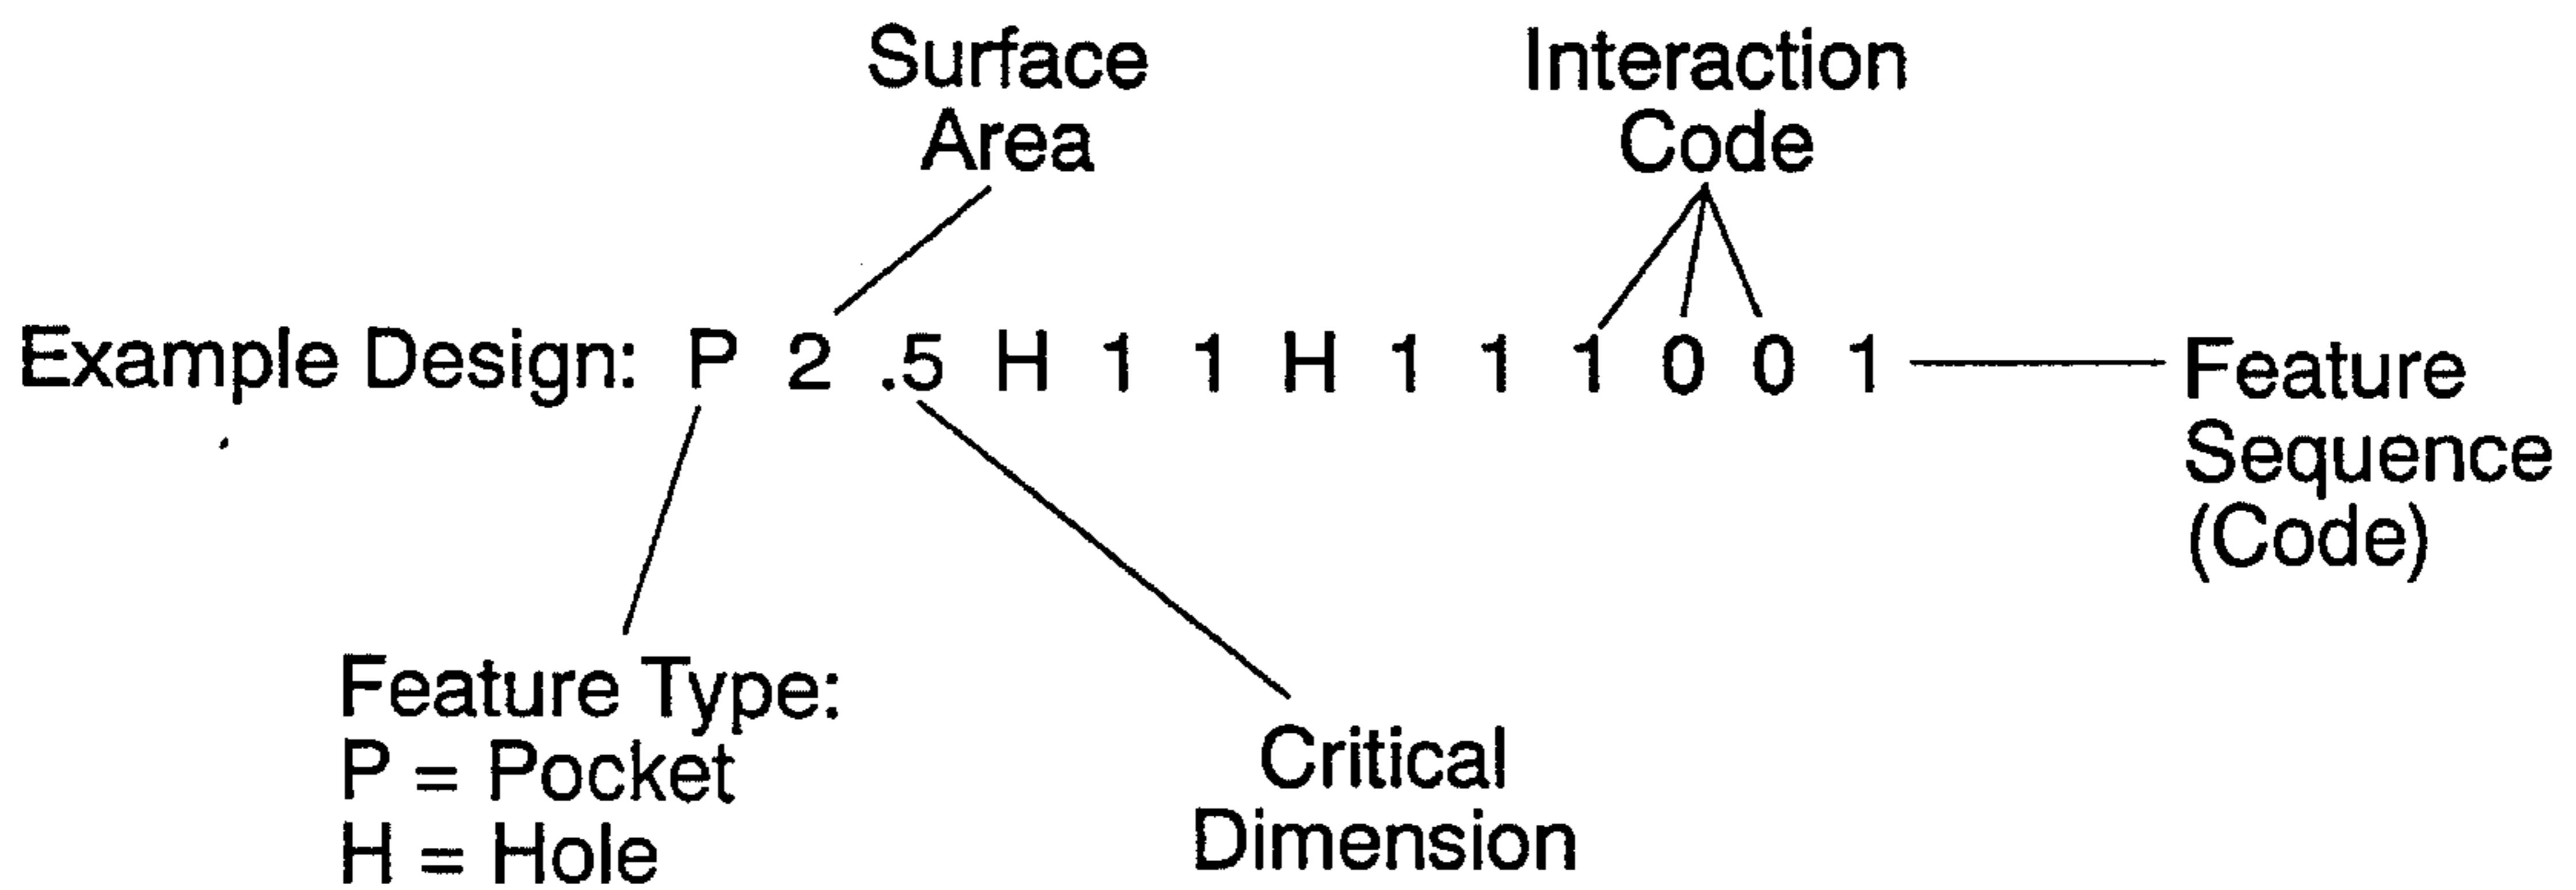 Surface
Area
Interaction
Code
Example Design: P 2 .5 H 1 1 H 1 1 1 0 0 1
Feature
Sequence
(Code)
Feature Type:
P = Pocket
H = Hole
Critical
Dimension